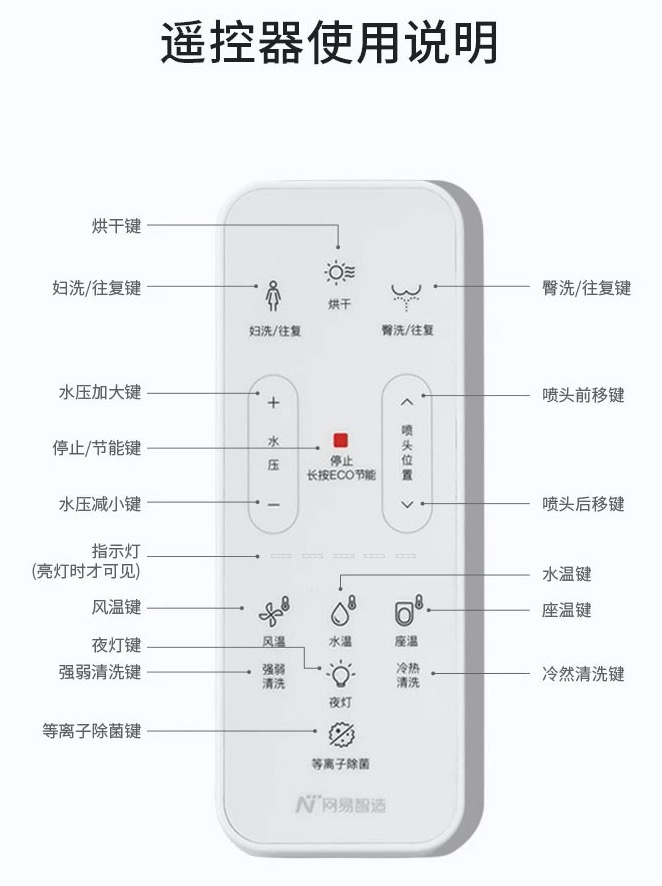 遥控器使用说明
烘干键
妇洗/往复键
臀洗/往复键
烘干
妇洗/往复
臀洗/往复
水压加大键
喷头前移键
水压
喷头位置
停止/节能键
停止
长按ECO节能
水压减小键
喷头后移键
指示灯
(亮灯时才可见)
水温键
风温键
座温键
风温
水温
座温
夜灯键
强弱清洗键
冷然清洗键
强弱
清洗
冷热
清洗
夜灯
等离子除菌键
等离子除菌
网易智造